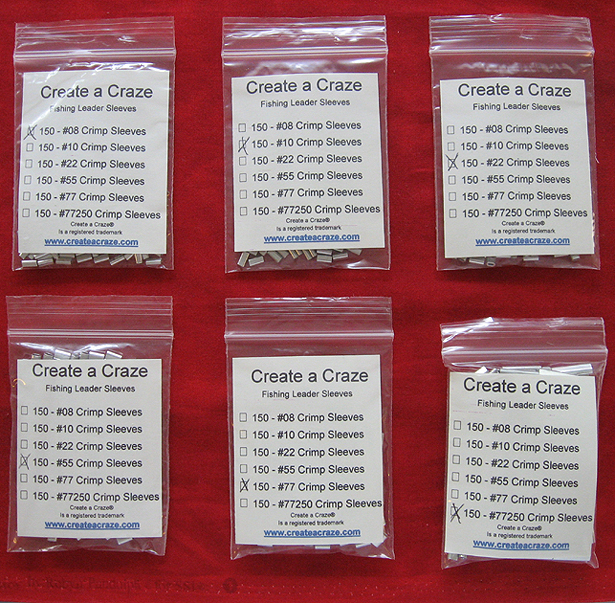 Create a Craze
Fishing Leader Sleeves
150 - #08 Crimp Sleeves
150 - #10 Crimp Sleeves
150 - #22 Crimp Sleeves
150 - #55 Crimp Sleeves
150 - #77 Crimp Sleeves
150 - #77250 Crimp Sleeves
Create a Craze®
Is a registered trademark
www.createacraze.com
Create a Craze
Fishing Leader Sleeves
150 - #08 Crimp Sleeves
150 - #10 Crimp Sleeves
150 - #22 Crimp Sleeves
150 - #55 Crimp Sleeves
150 - #77 Crimp Sleeves
150 - #77250 Crimp Sleeves
Create a Craze®
Is a registered trademark
www.createacraze.com
Create a Craze
Fishing Leader Sleeves
150 - #08 Crimp Sleeves
150 - #10 Crimp Sleeves
150 - #22 Crimp Sleeves
150 - #55 Crimp Sleeves
150 - #77 Crimp Sleeves
150 - #77250 Crimp Sleeves
Create a Craze®
Is a registered trademark
www.createacraze.com
Create a Craze
Fishing Leader Sleeves
150 - #08 Crimp Sleeves
150 - #10 Crimp Sleeves
150 - #22 Crimp Sleeves
150 - #55 Crimp Sleeves
150 - #77 Crimp Sleeves
150 - #77250 Crimp Sleeves
Create a Craze®
Is a registered trademark
www.createacraze.com
Create a Craze
Fishing Leader Sleeves
150 - #08 Crimp Sleeves
150 - #10 Crimp Sleeves
150 - #22 Crimp Sleeves
150 - #55 Crimp Sleeves
150 - #77 Crimp Sleeves
150 - #77250 Crimp Sleeves
Create a Craze®
Is a registered trademark
www.createacraze.com
Create a Craze
Fishing Leader Sleeves
150 - #08 Crimp Sleeves
150 - #10 Crimp Sleeves
150 - #22 Crimp Sleeves
150 - #55 Crimp Sleeves
150 - #77 Crimp Sleeves
150 - #77250 Crimp Sleeves
Create a Craze®
Is a registered trademark
www.createacraze.com